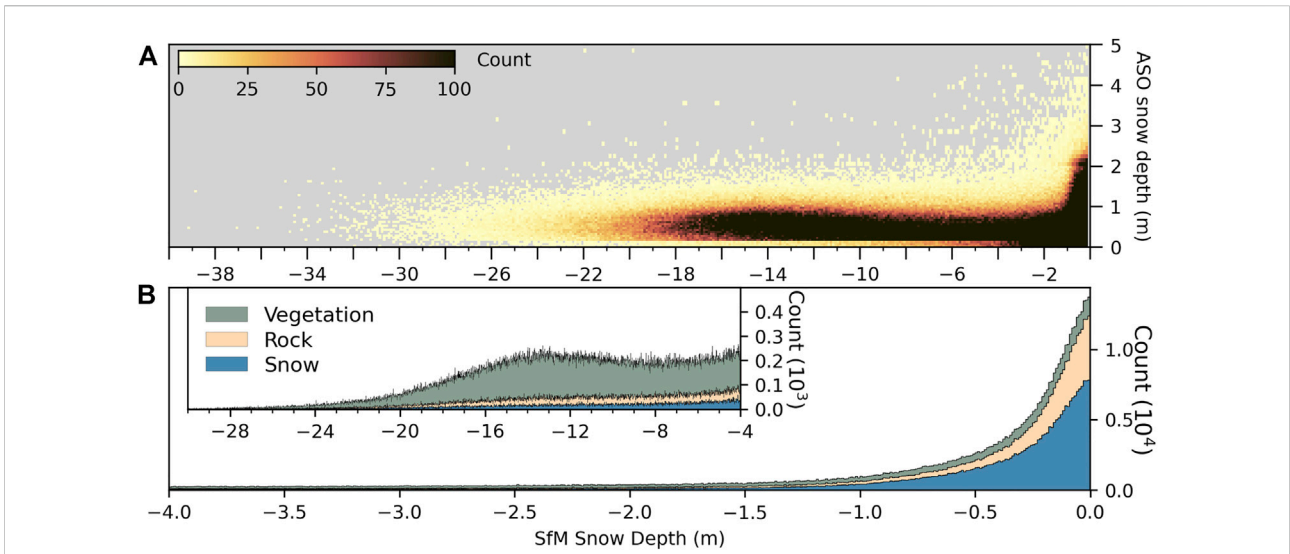 A
Count
0 25 50 75 100
5
4
3
2
1
0
ASO snow depth (m)
−38 −34 −30 −26 −22 −18 −14 −10 −6 −2
B
Vegetation
Rock
Snow
0.4
0.3
0.2
0.1
0.0
Count (10³)
−28 −24 −20 −16 −12 −8 −4
1.0
0.5
0.0
Count (10⁴)
−4.0 −3.5 −3.0 −2.5 −2.0 −1.5 −1.0 −0.5 0.0
SfM Snow Depth (m)